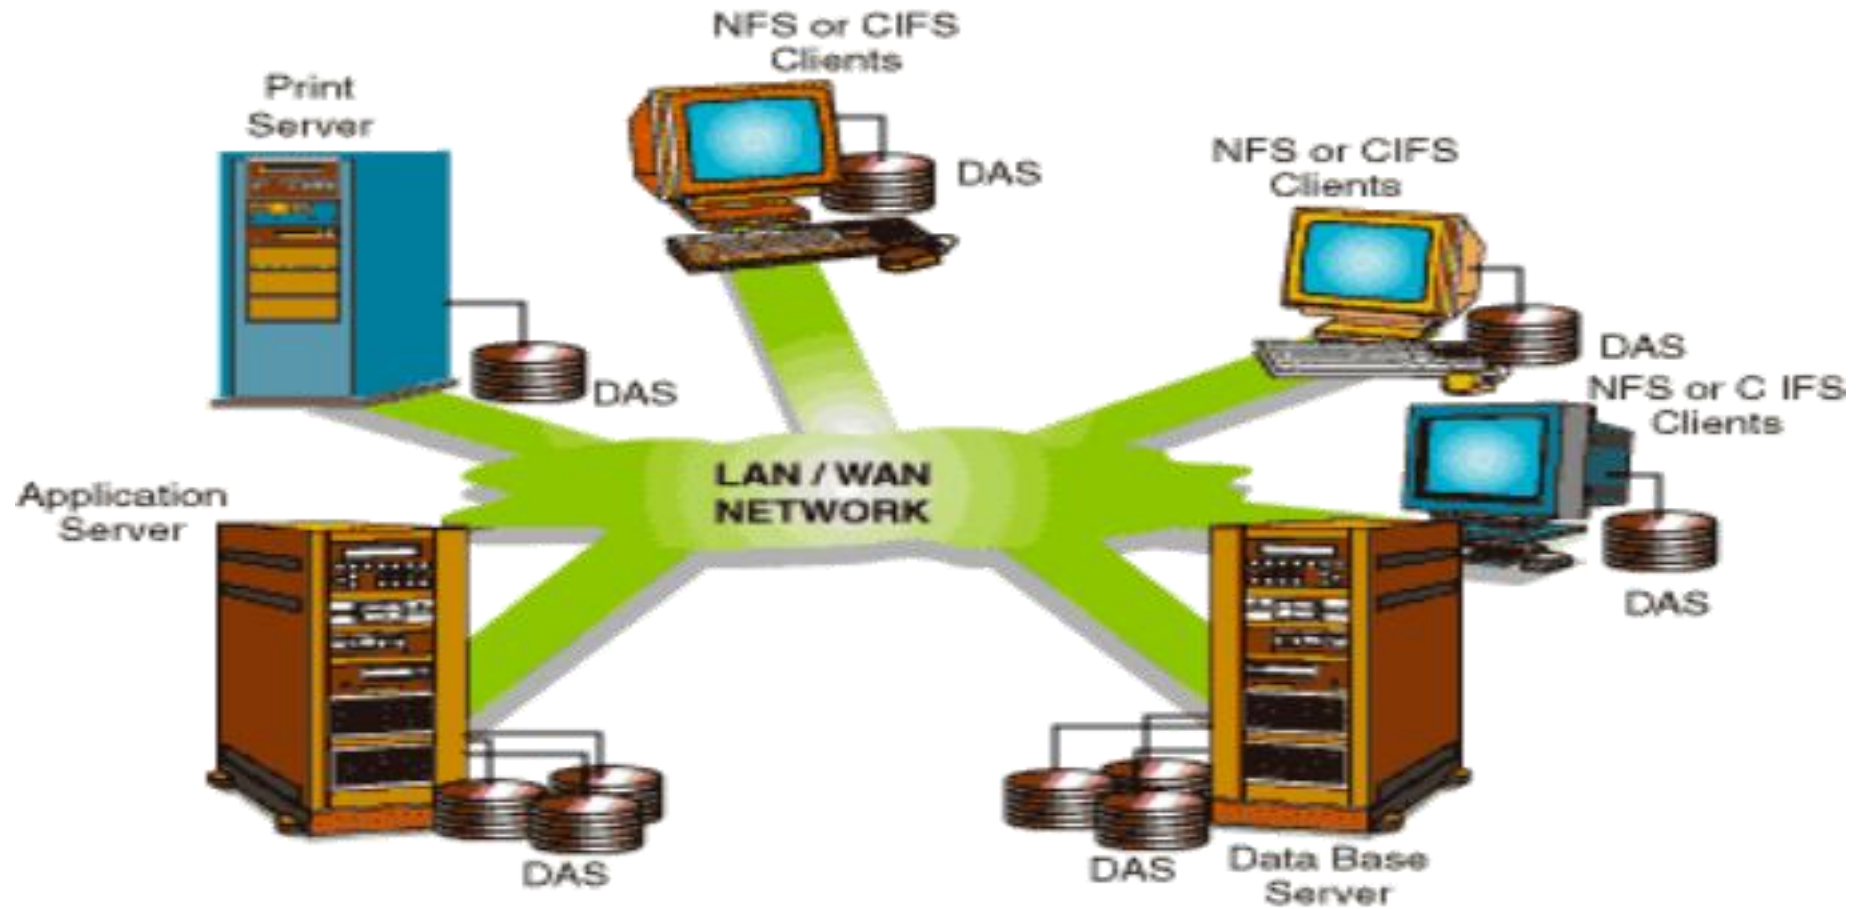 NFS or CIFS
Clients
Print
Server
DAS
NFS or CIFS
Clients
DAS
DAS
NFS or C IFS
Clients
LAN / WAN
NETWORK
Application
Server
DAS
DAS
DAS
Data Base
Server